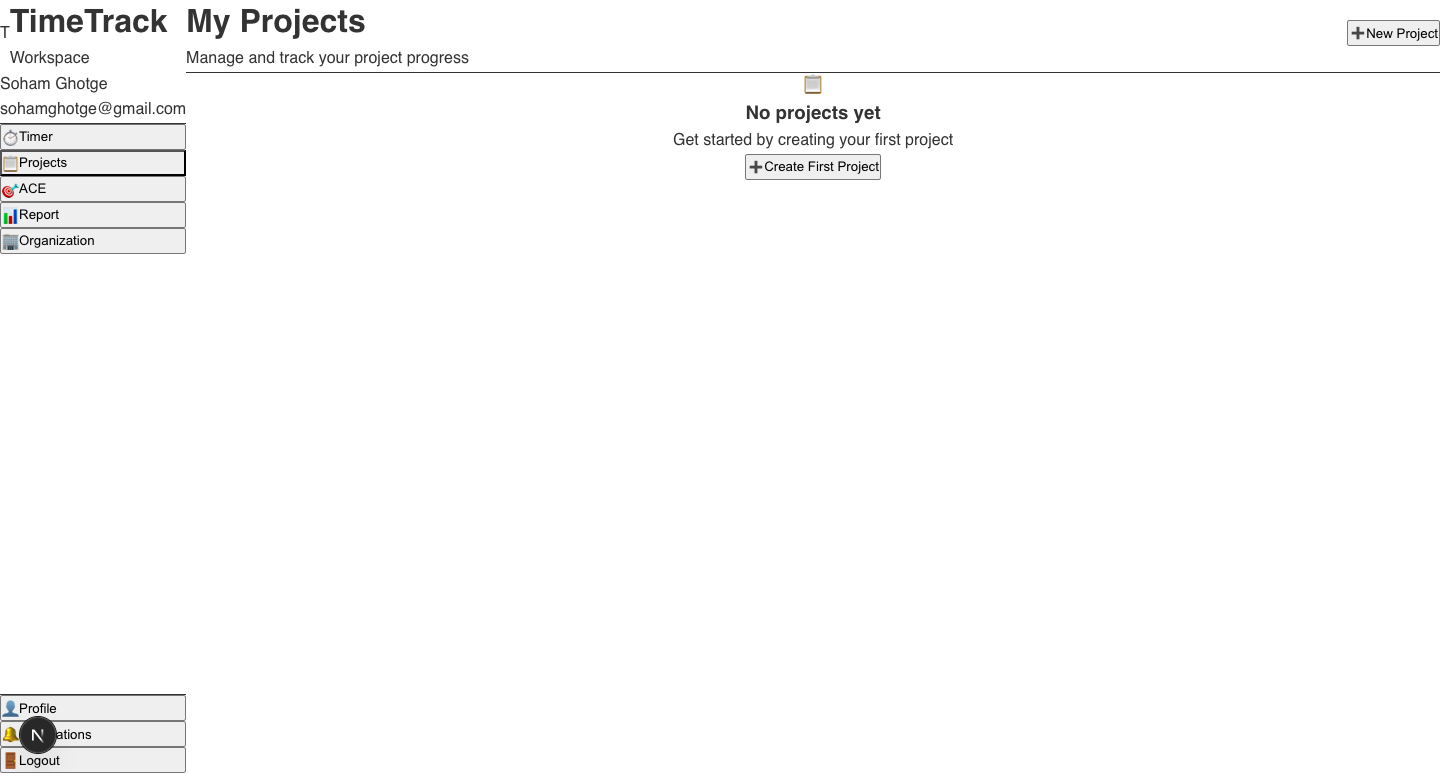 T TimeTrack
Workspace
Soham Ghotge
sohamghotge@gmail.com
Timer
Projects
ACE
Report
Organization
Profile
ations
Logout
My Projects
Manage and track your project progress
New Project
No projects yet
Get started by creating your first project
Create First Project
N